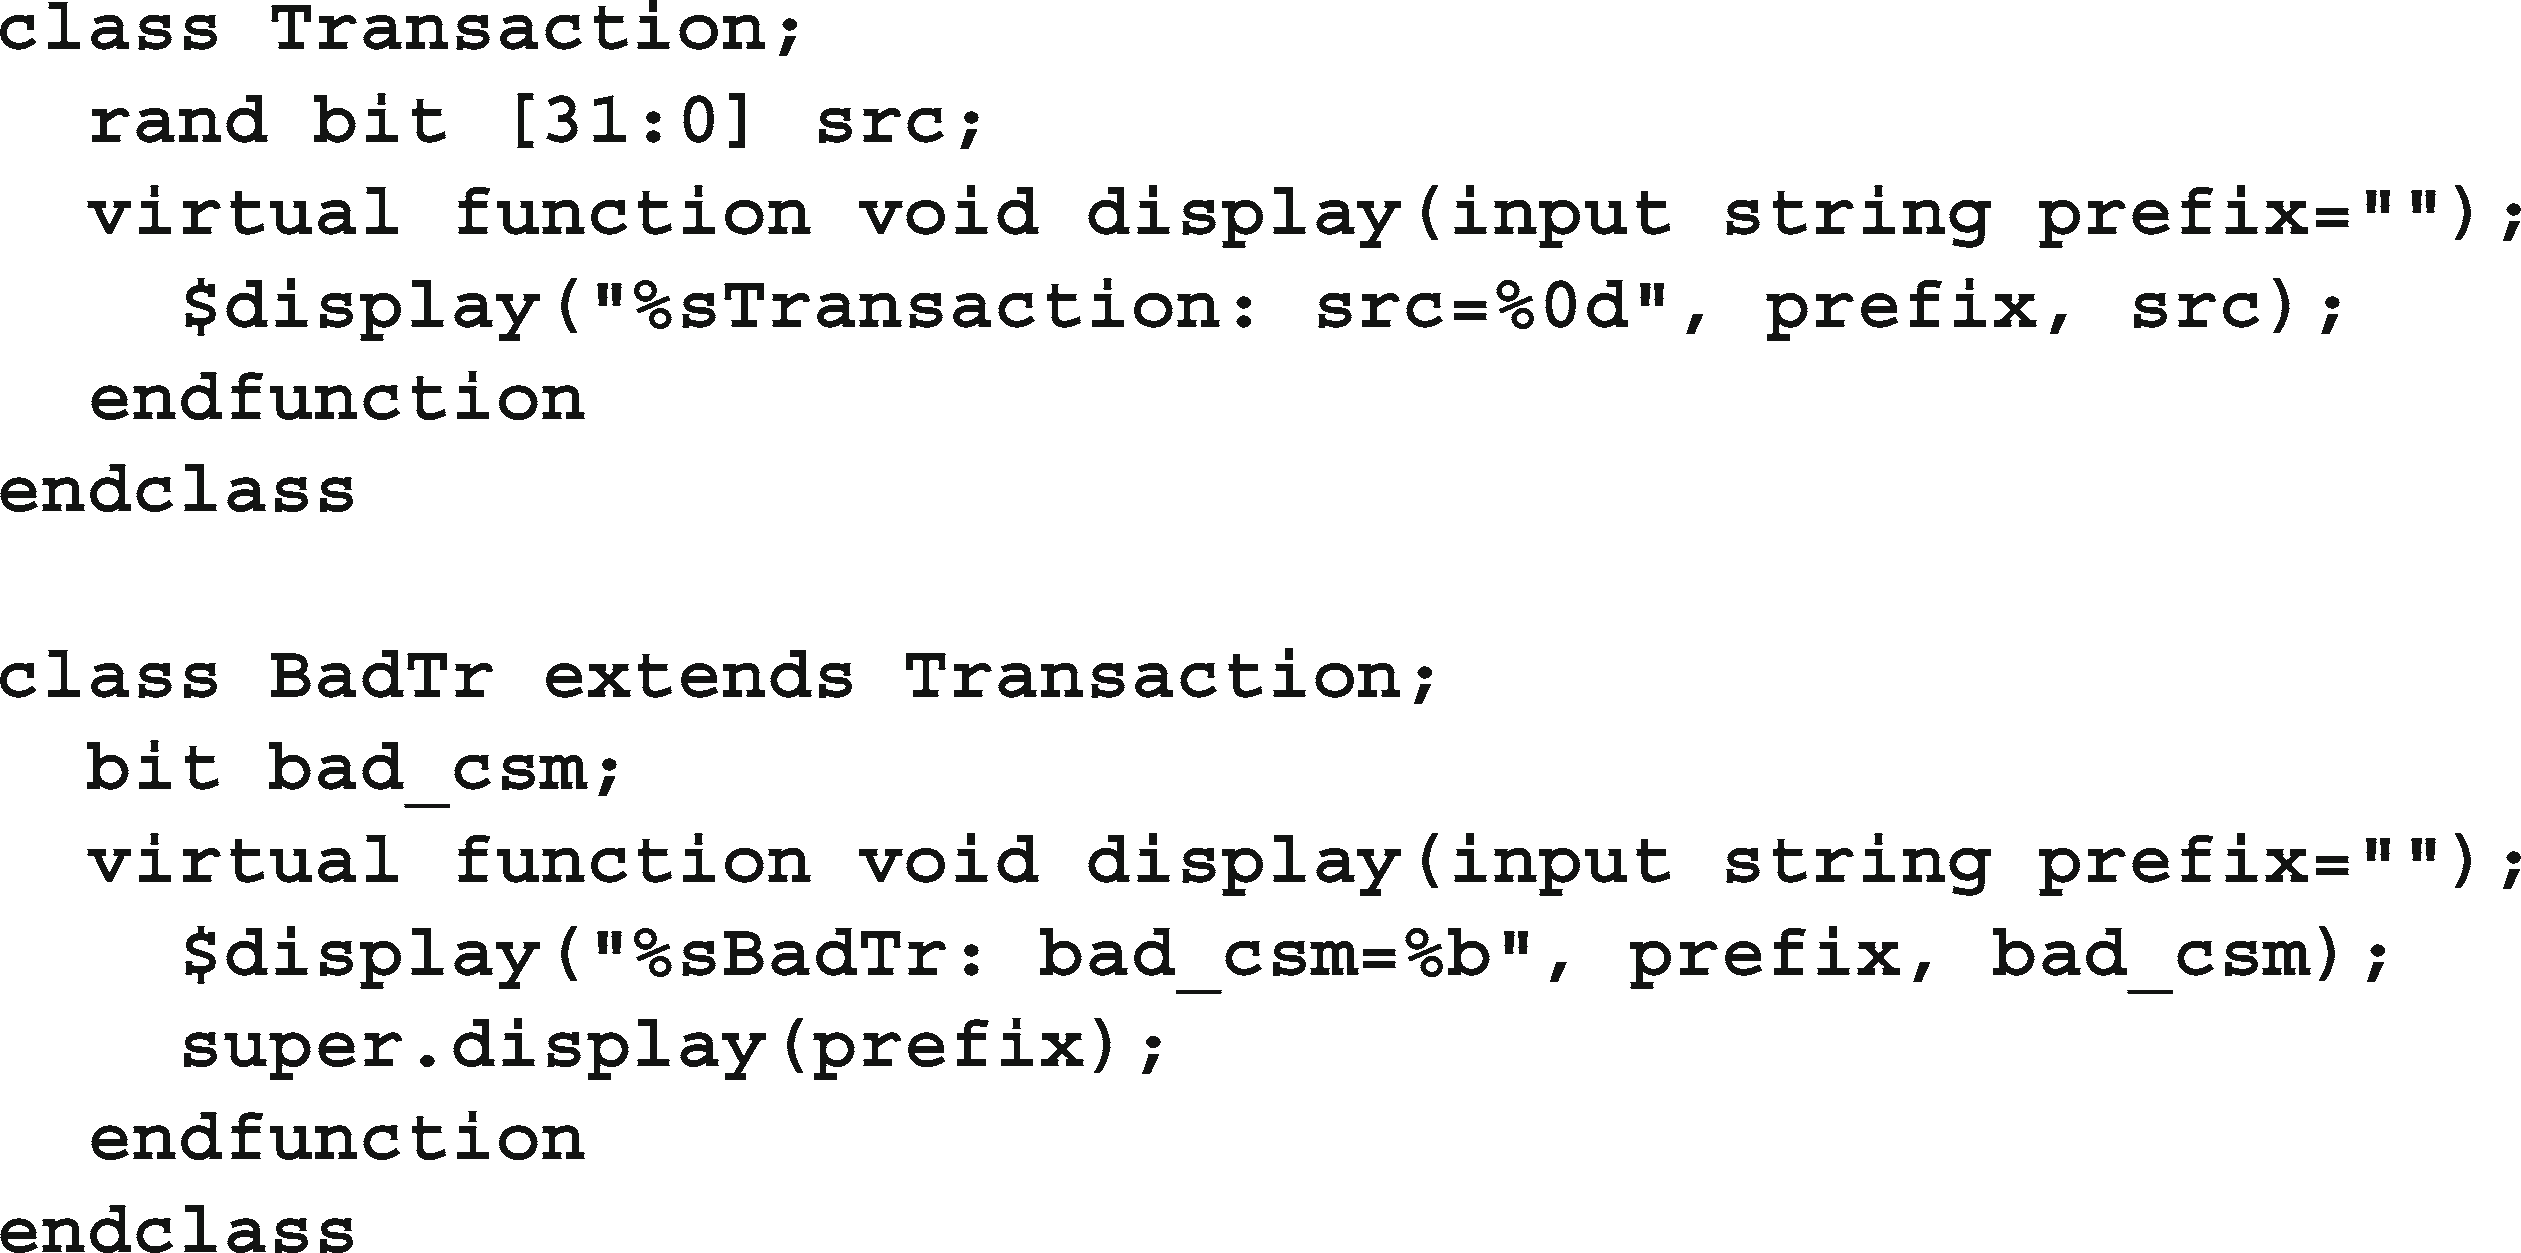 class Transaction;
  rand bit [31:0] src;
  virtual function void display(input string prefix="");
    $display("%sTransaction: src=%0d", prefix, src);
  endfunction
endclass

class BadTr extends Transaction;
  bit bad_csm;
  virtual function void display(input string prefix="");
    $display("%sBadTr: bad_csm=%b", prefix, bad_csm);
    super.display(prefix);
  endfunction
endclass